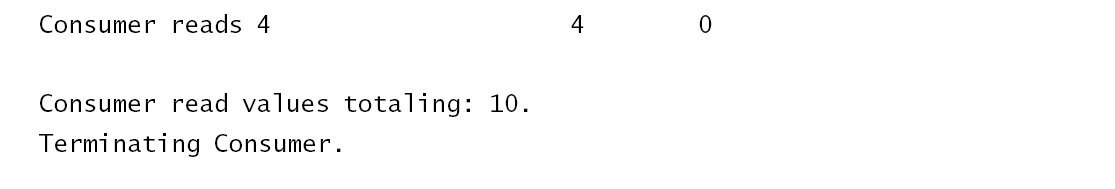 Consumer reads 4 4 0
Consumer read values totaling: 10.
Terminating Consumer.